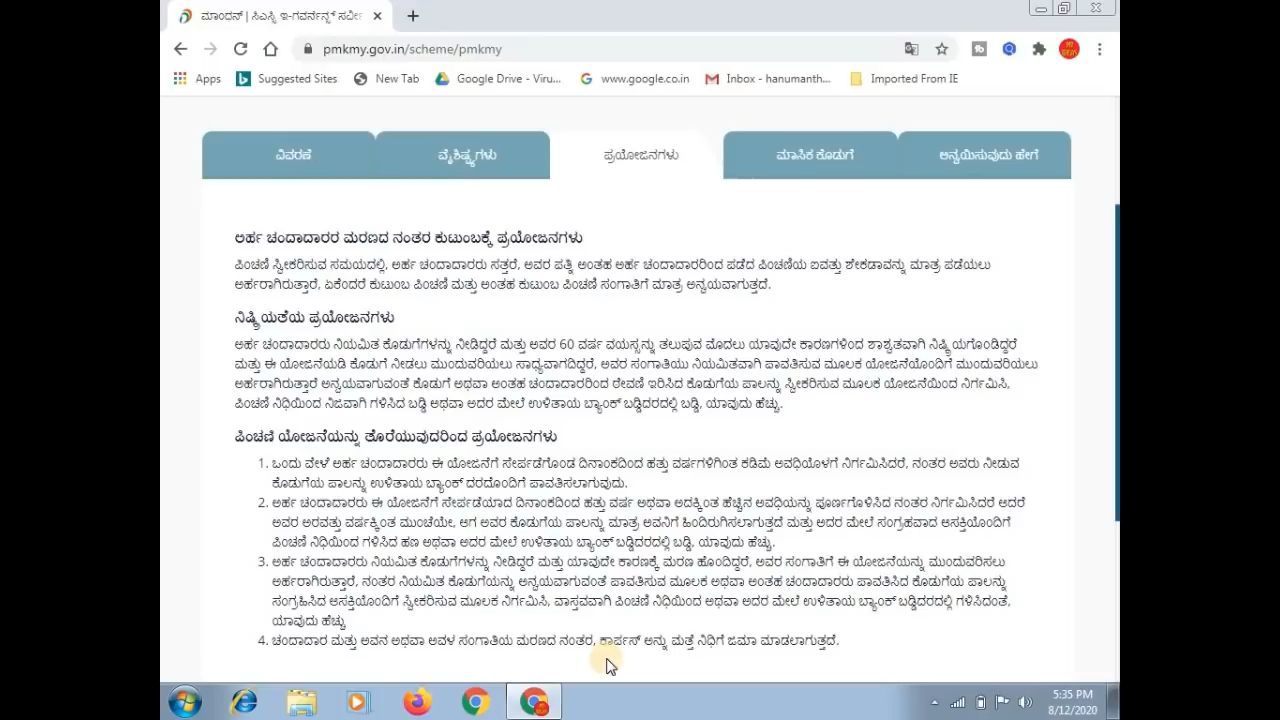 ಮಾಂದನ್ | ಸಿಎಸ್ಸಿ ಇ-ಗವರ್ನೆನ್ಸ್ ಸರ್ವಿ
pmkmy.gov.in/scheme/pmkmy
Apps Suggested Sites New Tab Google Drive - Viru... www.google.co.in Inbox - hanumanth... Imported From IE
ವಿವರಣೆ ವೈಶಿಷ್ಟ್ಯಗಳು ಪ್ರಯೋಜನಗಳು ಮಾಸಿಕ ಕೊಡುಗೆ ಅನ್ವಯಿಸುವುದು ಹೇಗೆ
ಅರ್ಹ ಚಂದಾದಾರರ ಮರಣದ ನಂತರ ಕುಟುಂಬಕ್ಕೆ ಪ್ರಯೋಜನಗಳು
ಪಿಂಚಣಿ ಸ್ವೀಕರಿಸುವ ಸಮಯದಲ್ಲಿ, ಅರ್ಹ ಚಂದಾದಾರರು ಸತ್ತರೆ, ಅವರ ಪತ್ನಿ ಅಂತಹ ಅರ್ಹ ಚಂದಾದಾರರಿಂದ ಪಡೆದ ಪಿಂಚಣಿಯ ಐವತ್ತು ಶೇಕಡಾವನ್ನು ಮಾತ್ರ ಪಡೆಯಲು
ಅರ್ಹರಾಗಿರುತ್ತಾರೆ, ಏಕೆಂದರೆ ಕುಟುಂಬ ಪಿಂಚಣಿ ಮತ್ತು ಅಂತಹ ಕುಟುಂಬ ಪಿಂಚಣಿ ಸಂಗಾತಿಗೆ ಮಾತ್ರ ಅನ್ವಯವಾಗುತ್ತದೆ.
ನಿಷ್ಕ್ರಿಯತೆಯ ಪ್ರಯೋಜನಗಳು
ಅರ್ಹ ಚಂದಾದಾರರು ನಿಯಮಿತ ಕೊಡುಗೆಗಳನ್ನು ನೀಡಿದ್ದರೆ ಮತ್ತು ಅವರ 60 ವರ್ಷ ವಯಸ್ಸನ್ನು ತಲುಪುವ ಮೊದಲು ಯಾವುದೇ ಕಾರಣಗಳಿಂದ ಶಾಶ್ವತವಾಗಿ ನಿಷ್ಕ್ರಿಯಗೊಂಡಿದ್ದರೆ
ಮತ್ತು ಈ ಯೋಜನೆಯಡಿ ಕೊಡುಗೆ ನೀಡಲು ಮುಂದುವರಿಯಲು ಸಾಧ್ಯವಾಗದಿದ್ದರೆ, ಅವರ ಸಂಗಾತಿಯು ನಿಯಮಿತವಾಗಿ ಪಾವತಿಸುವ ಮೂಲಕ ಯೋಜನೆಯೊಂದಿಗೆ ಮುಂದುವರಿಯಲು
ಅರ್ಹರಾಗಿರುತ್ತಾರೆ ಅನ್ವಯವಾಗುವಂತೆ ಕೊಡುಗೆ ಅಥವಾ ಅಂತಹ ಚಂದಾದಾರರಿಂದ ಠೇವಣಿ ಇರಿಸಿದ ಕೊಡುಗೆಯ ಪಾಲನ್ನು ಸ್ವೀಕರಿಸುವ ಮೂಲಕ ಯೋಜನೆಯಿಂದ ನಿರ್ಗಮಿಸಿ,
ಪಿಂಚಣಿ ನಿಧಿಯಿಂದ ನಿಜವಾಗಿ ಗಳಿಸಿದ ಬಡ್ಡಿ ಅಥವಾ ಅದರ ಮೇಲೆ ಉಳಿತಾಯ ಬ್ಯಾಂಕ್ ಬಡ್ಡಿದರದಲ್ಲಿ ಬಡ್ಡಿ, ಯಾವುದು ಹೆಚ್ಚು.
ಪಿಂಚಣಿ ಯೋಜನೆಯನ್ನು ತೊರೆಯುವುದರಿಂದ ಪ್ರಯೋಜನಗಳು
1. ಒಂದು ವೇಳೆ ಅರ್ಹ ಚಂದಾದಾರರು ಈ ಯೋಜನೆಗೆ ಸೇರ್ಪಡೆಗೊಂಡ ದಿನಾಂಕದಿಂದ ಹತ್ತು ವರ್ಷಗಳಿಗಿಂತ ಕಡಿಮೆ ಅವಧಿಯೊಳಗೆ ನಿರ್ಗಮಿಸಿದರೆ, ನಂತರ ಅವರು ನೀಡುವ
ಕೊಡುಗೆಯ ಪಾಲನ್ನು ಉಳಿತಾಯ ಬ್ಯಾಂಕ್ ದರದೊಂದಿಗೆ ಪಾವತಿಸಲಾಗುವುದು.
2. ಅರ್ಹ ಚಂದಾದಾರರು ಈ ಯೋಜನೆಗೆ ಸೇರ್ಪಡೆಯಾದ ದಿನಾಂಕದಿಂದ ಹತ್ತು ವರ್ಷ ಅಥವಾ ಅದಕ್ಕಿಂತ ಹೆಚ್ಚಿನ ಅವಧಿಯನ್ನು ಪೂರ್ಣಗೊಳಿಸಿದ ನಂತರ ನಿರ್ಗಮಿಸಿದರೆ ಆದರೆ
ಅವರ ಅರವತ್ತು ವರ್ಷಕ್ಕಿಂತ ಮುಂಚೆಯೇ, ಆಗ ಅವರ ಕೊಡುಗೆಯ ಪಾಲನ್ನು ಮಾತ್ರ ಅವನಿಗೆ ಹಿಂದಿರುಗಿಸಲಾಗುತ್ತದೆ ಮತ್ತು ಅದರ ಮೇಲೆ ಸಂಗ್ರಹವಾದ ಆಸಕ್ತಿಯೊಂದಿಗೆ
ಪಿಂಚಣಿ ನಿಧಿಯಿಂದ ಗಳಿಸಿದ ಹಣ ಅಥವಾ ಅದರ ಮೇಲೆ ಉಳಿತಾಯ ಬ್ಯಾಂಕ್ ಬಡ್ಡಿದರದಲ್ಲಿ ಬಡ್ಡಿ, ಯಾವುದು ಹೆಚ್ಚು.
3. ಅರ್ಹ ಚಂದಾದಾರರು ನಿಯಮಿತ ಕೊಡುಗೆಗಳನ್ನು ನೀಡಿದ್ದರೆ ಮತ್ತು ಯಾವುದೇ ಕಾರಣಕ್ಕೆ ಮರಣ ಹೊಂದಿದ್ದರೆ, ಅವರ ಸಂಗಾತಿಗೆ ಈ ಯೋಜನೆಯನ್ನು ಮುಂದುವರಿಸಲು
ಅರ್ಹರಾಗಿರುತ್ತಾರೆ, ನಂತರ ನಿಯಮಿತ ಕೊಡುಗೆಯನ್ನು ಅನ್ವಯವಾಗುವಂತೆ ಪಾವತಿಸುವ ಮೂಲಕ ಅಥವಾ ಅಂತಹ ಚಂದಾದಾರರು ಪಾವತಿಸಿದ ಕೊಡುಗೆಯ ಪಾಲನ್ನು
ಸಂಗ್ರಹಿಸಿದ ಆಸಕ್ತಿಯೊಂದಿಗೆ ಸ್ವೀಕರಿಸುವ ಮೂಲಕ ನಿರ್ಗಮಿಸಿ, ವಾಸ್ತವವಾಗಿ ಪಿಂಚಣಿ ನಿಧಿಯಿಂದ ಅಥವಾ ಅದರ ಮೇಲೆ ಉಳಿತಾಯ ಬ್ಯಾಂಕ್ ಬಡ್ಡಿದರದಲ್ಲಿ ಗಳಿಸಿದಂತೆ,
ಯಾವುದು ಹೆಚ್ಚು
4. ಚಂದಾದಾರ ಮತ್ತು ಅವನ ಅಥವಾ ಅವಳ ಸಂಗಾತಿಯ ಮರಣದ ನಂತರ, ಕಾರ್ಪಸ್ ಅನ್ನು ಮತ್ತೆ ನಿಧಿಗೆ ಜಮಾ ಮಾಡಲಾಗುತ್ತದೆ.
5:35 PM
8/12/2020